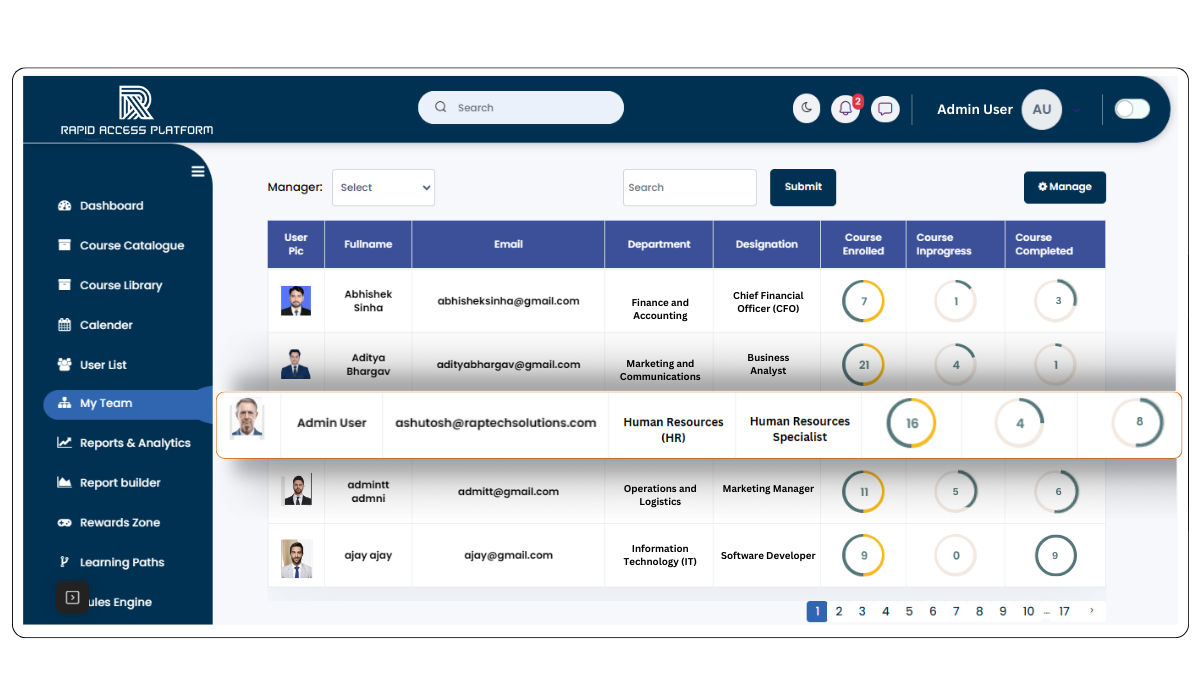 RAPID ACCESS PLATFORM
Search
2
Admin User
AU
Manager:
Select
Search
Submit
Manage
Dashboard
Course Catalogue
Course Library
Calender
User List
My Team
Reports & Analytics
Report builder
Rewards Zone
Learning Paths
ules Engine
User
Pic
Fullname
Email
Department
Designation
Course
Enrolled
Course
Inprogress
Course
Completed
Abhishek
Sinha
abhisheksinha@gmail.com
Finance and
Accounting
Chief Financial
Officer (CFO)
7
1
3
Aditya
Bhargav
adityabhargav@gmail.com
Marketing and
Communications
Business
Analyst
21
4
1
Admin User
ashutosh@raptechsolutions.com
Human Resources
(HR)
Human Resources
Specialist
16
4
8
admintt
admni
admitt@gmail.com
Operations and
Logistics
Marketing Manager
11
5
6
ajay ajay
ajay@gmail.com
Information
Technology (IT)
Software Developer
9
0
9
1 2 3 4 5 6 7 8 9 10 ... 17 >